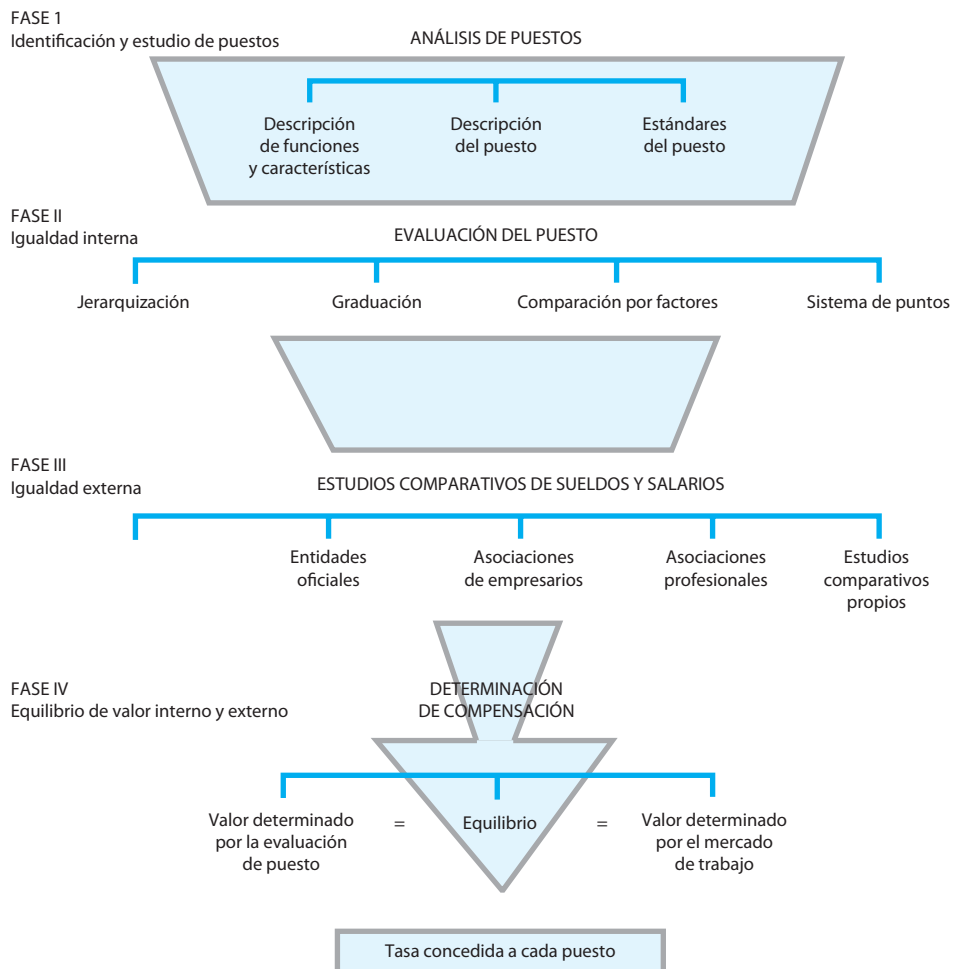 FASE 1
Identificación y estudio de puestos
ANÁLISIS DE PUESTOS
Descripción
de funciones
y características
Descripción
del puesto
Estándares
del puesto
FASE II
Igualdad interna
EVALUACIÓN DEL PUESTO
Jerarquización
Graduación
Comparación por factores
Sistema de puntos
FASE III
Igualdad externa
ESTUDIOS COMPARATIVOS DE SUELDOS Y SALARIOS
Entidades
oficiales
Asociaciones
de empresarios
Asociaciones
profesionales
Estudios
comparativos
propios
FASE IV
Equilibrio de valor interno y externo
DETERMINACIÓN
DE COMPENSACIÓN
Valor determinado
por la evaluación
de puesto
=
Equilibrio
=
Valor determinado
por el mercado
de trabajo
Tasa concedida a cada puesto